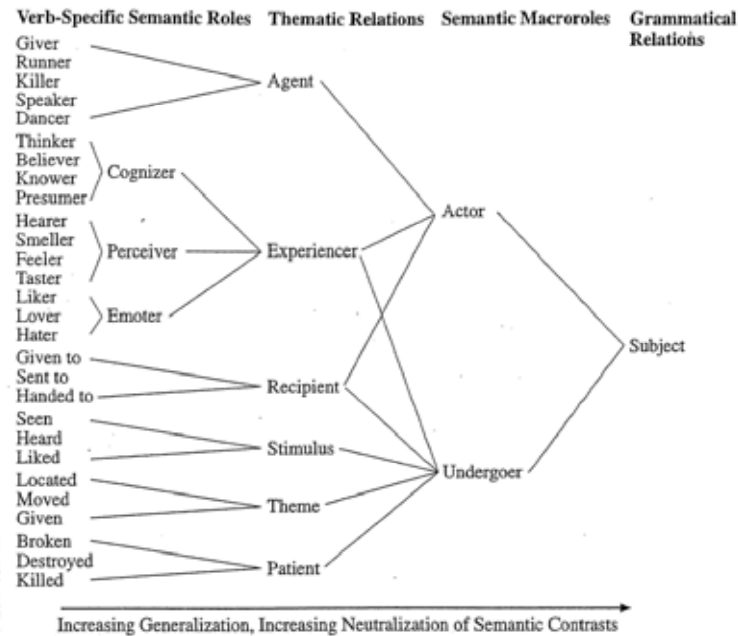 Verb-Specific Semantic Roles Thematic Relations Semantic Macroroles Grammatical
Relations
Giver
Runner
Killer
Speaker
Dancer
Agent
Thinker
Believer
Knower
Presumer
Cognizer
Hearer
Smeller
Feeler
Taster
Perceiver
Experiencer
Actor
Liker
Lover
Hater
Emoter
Given to
Sent to
Handed to
Recipient
Subject
Seen
Heard
Liked
Stimulus
Located
Moved
Given
Theme
Undergoer
Broken
Destroyed
Killed
Patient
Increasing Generalization, Increasing Neutralization of Semantic Contrasts